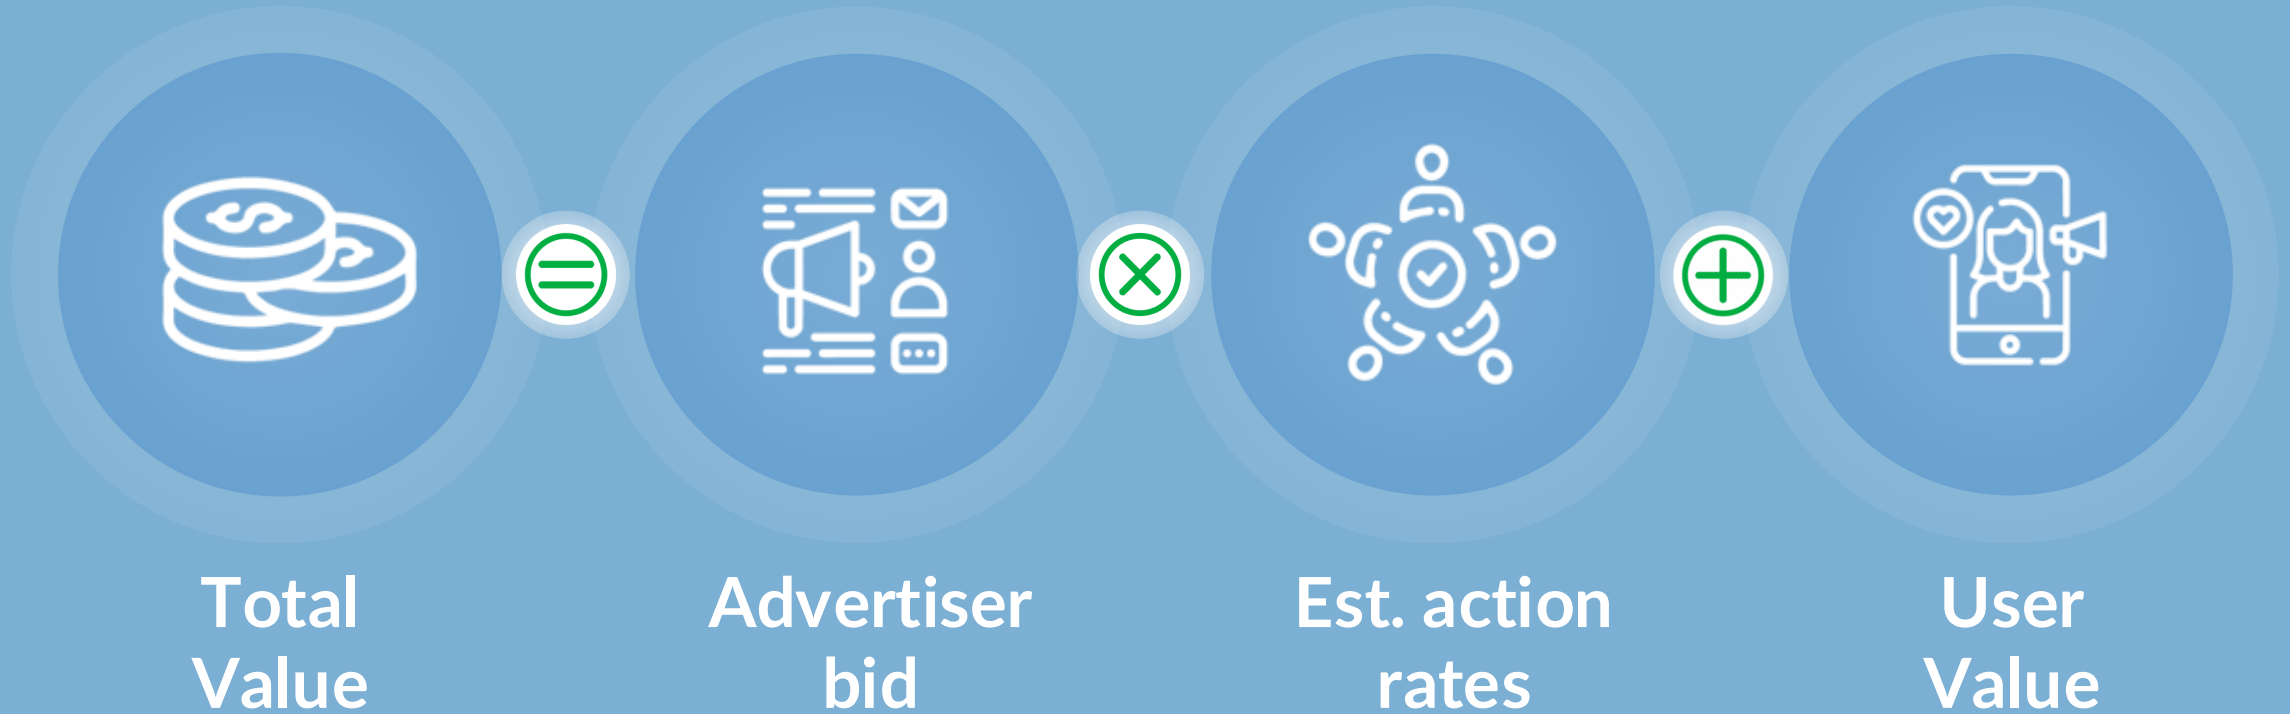 Total
Value
Advertiser
bid
Est. action
rates
User
Value